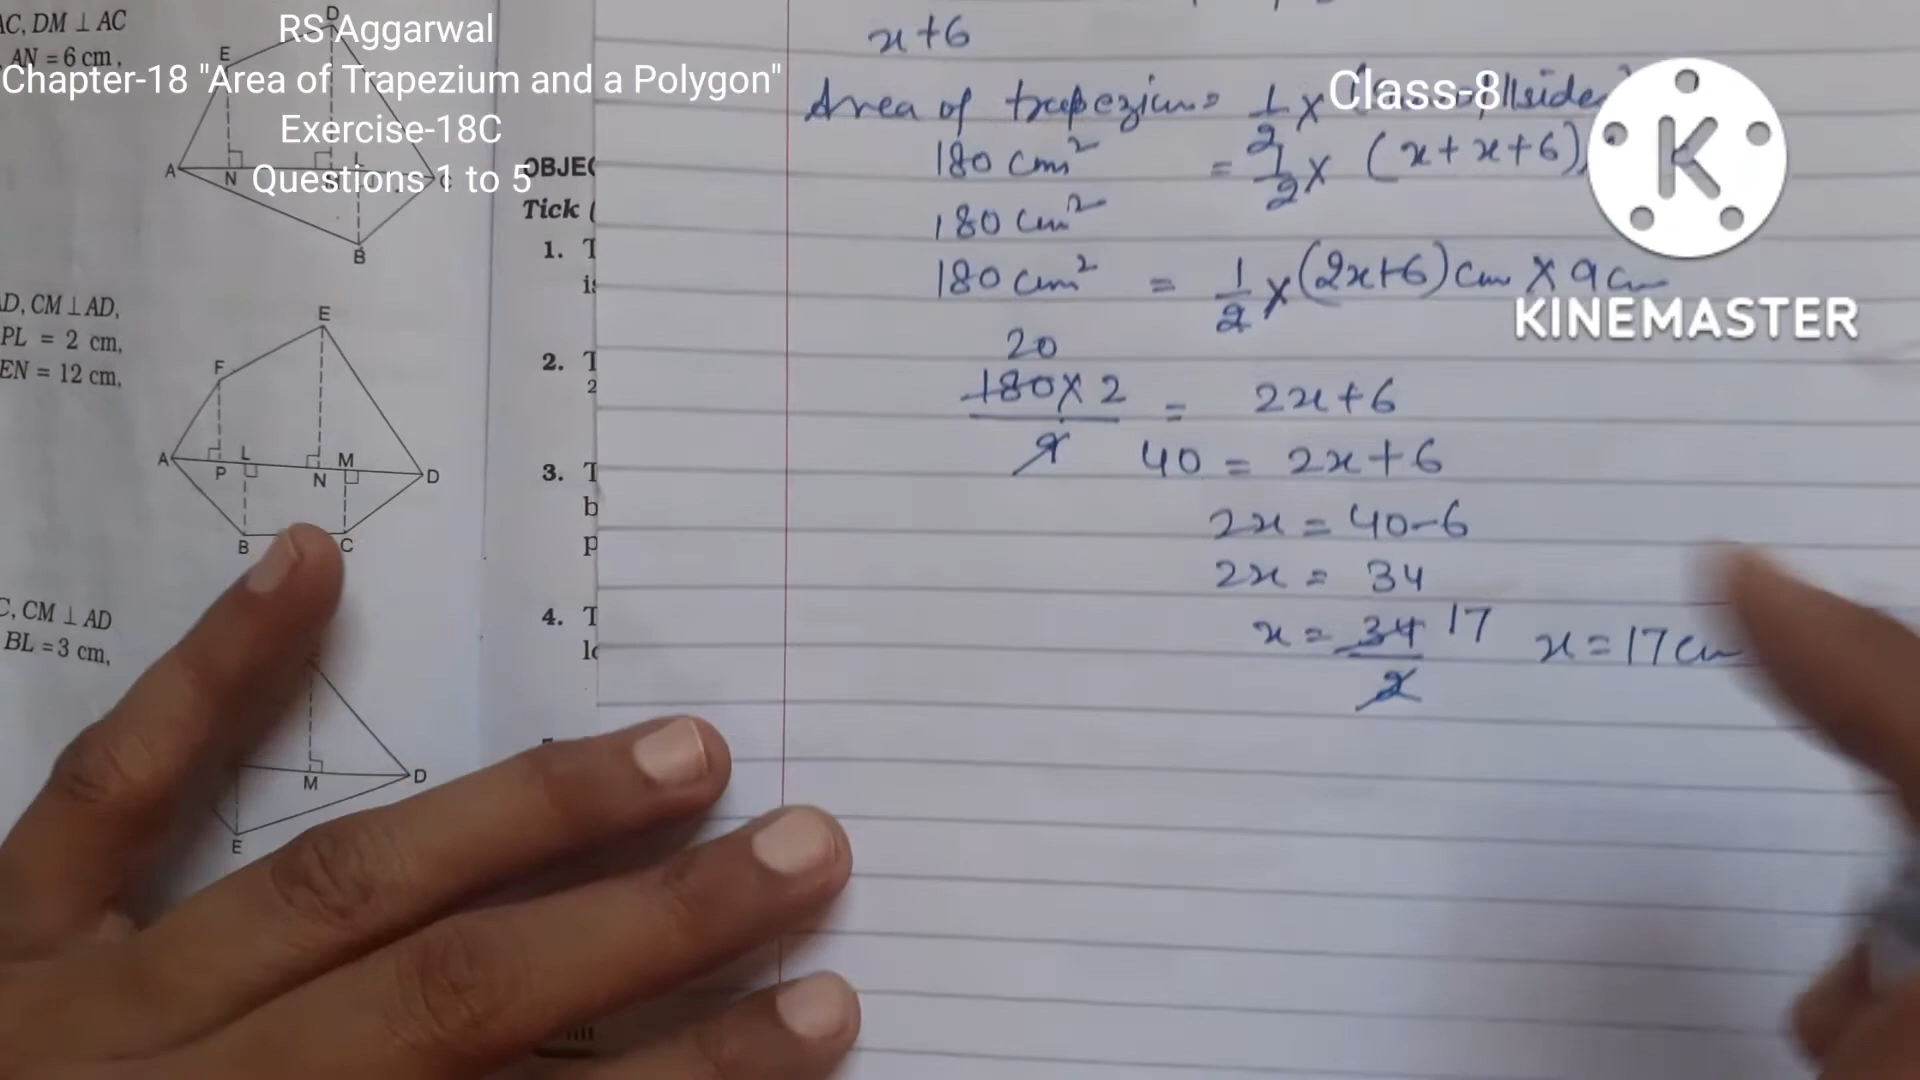 AC, DM ⊥ AC
AN = 6 cm,
RS Aggarwal
Chapter-18 "Area of Trapezium and a Polygon"
Exercise-18C
Questions 1 to 5
D
E
A
N
L
C
B
D, CM ⊥ AD,
PL = 2 cm,
EN = 12 cm,
E
F
A
P
L
N
M
D
B
C
C, CM ⊥ AD
BL = 3 cm,
M
D
E
OBJE
Tick (
1. T
2. T
2
3. T
b
p
4. T
x+6
Area of trapezium = 1/2 ×
Class-8
180 cm² = 1/2 × (x+x+6)
180 cm²
180 cm² = 1/2 × (2x+6) cm × 9 cm
K
KINEMASTER
20
180×2/9 = 2x+6
40 = 2x+6
2x = 40-6
2x = 34
x = 34/2 17 x = 17 cm